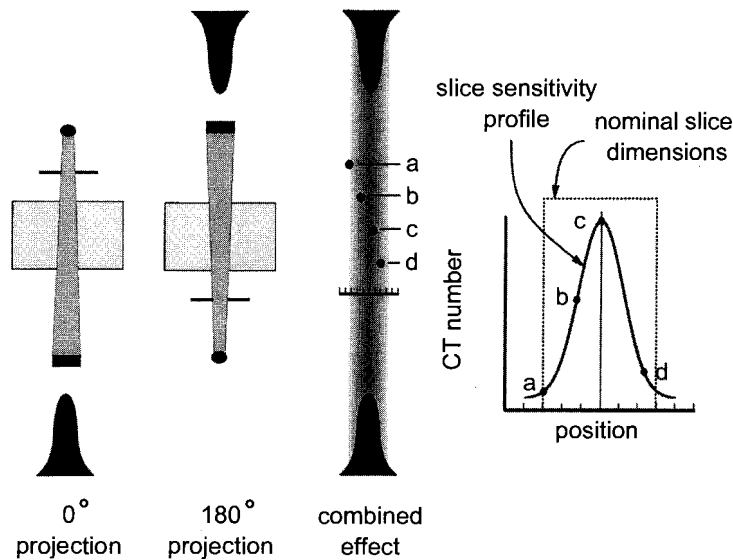 slice sensitivity
profile
nominal slice
dimensions
a
b
c
d
c
b
a
d
CT number
position
0°
projection
180°
projection
combined
effect